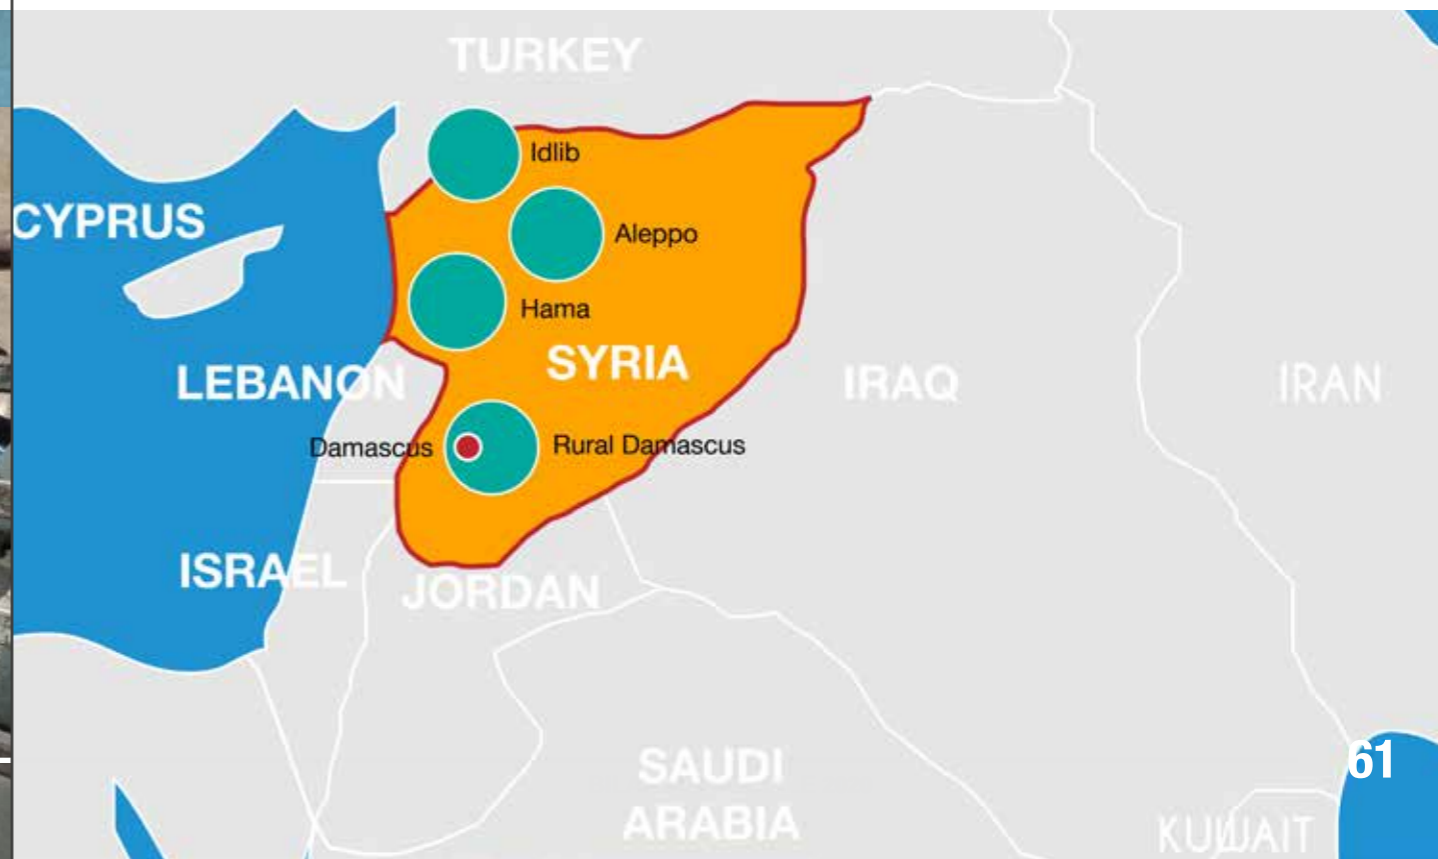 TURKEY
Idlib
CYPRUS
Aleppo
Hama
SYRIA
LEBANON
IRAQ
IRAN
Damascus
Rural Damascus
ISRAEL
JORDAN
SAUDI
ARABIA
61
KUWAIT